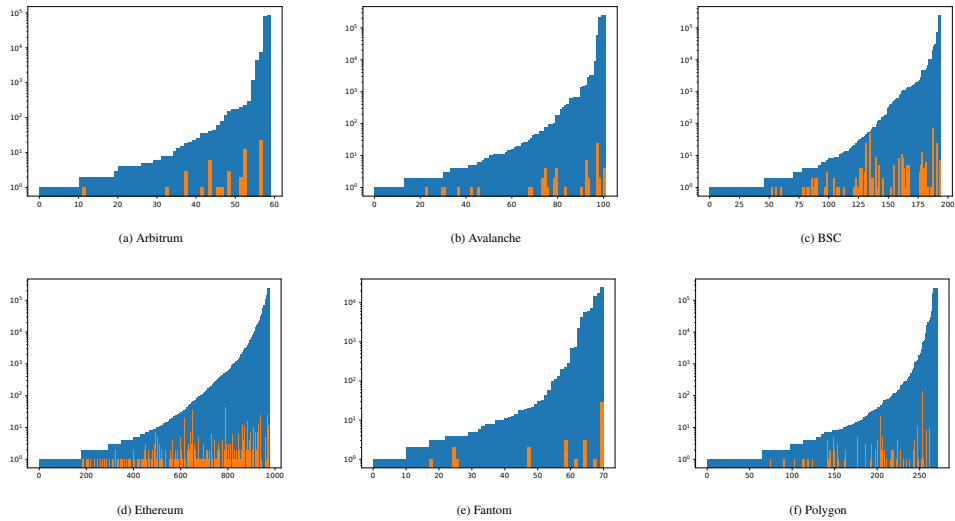 10^5
10^4
10^3
10^2
10^1
10^0
0 10 20 30 40 50 60
(a) Arbitrum
10^5
10^4
10^3
10^2
10^1
10^0
0 20 40 60 80 100
(b) Avalanche
10^5
10^4
10^3
10^2
10^1
10^0
0 25 50 75 100 125 150 175 200
(c) BSC
10^5
10^4
10^3
10^2
10^1
10^0
0 200 400 600 800 1000
(d) Ethereum
10^4
10^3
10^2
10^1
10^0
0 10 20 30 40 50 60 70
(e) Fantom
10^5
10^4
10^3
10^2
10^1
10^0
0 50 100 150 200 250
(f) Polygon